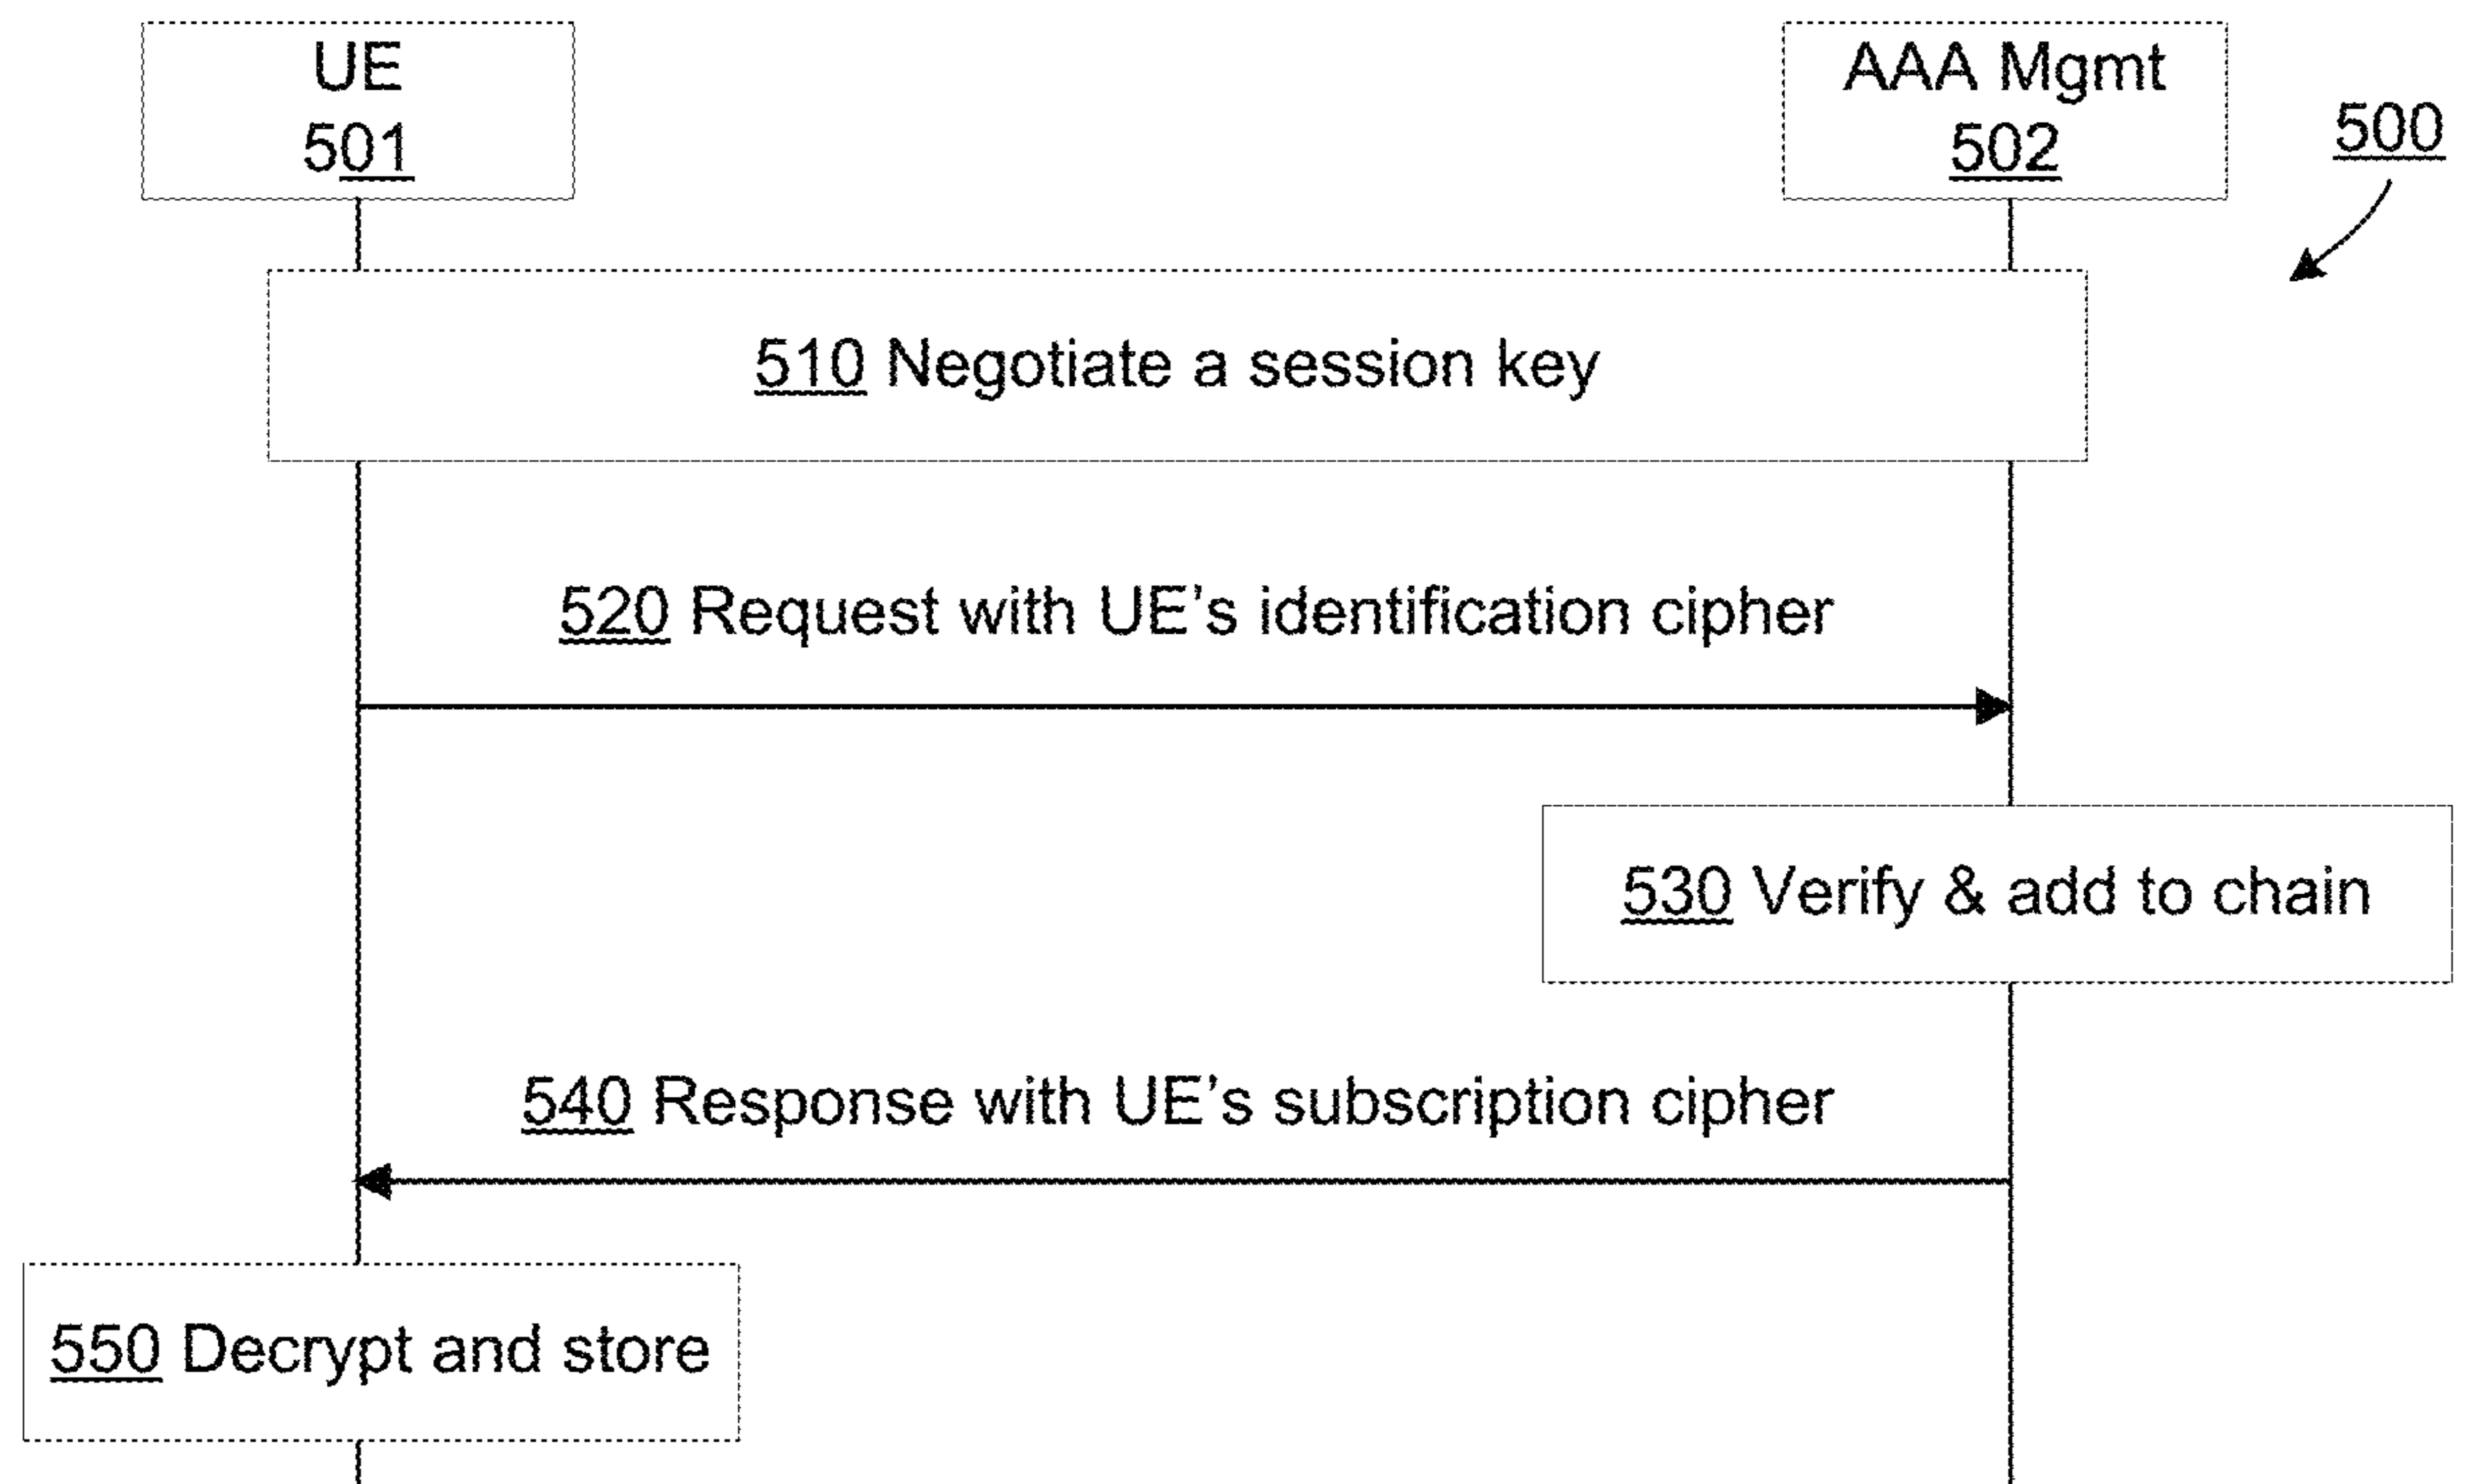 UE
501
AAA Mgmt
502
500
510 Negotiate a session key
520 Request with UE's identification cipher
530 Verify & add to chain
540 Response with UE's subscription cipher
550 Decrypt and store